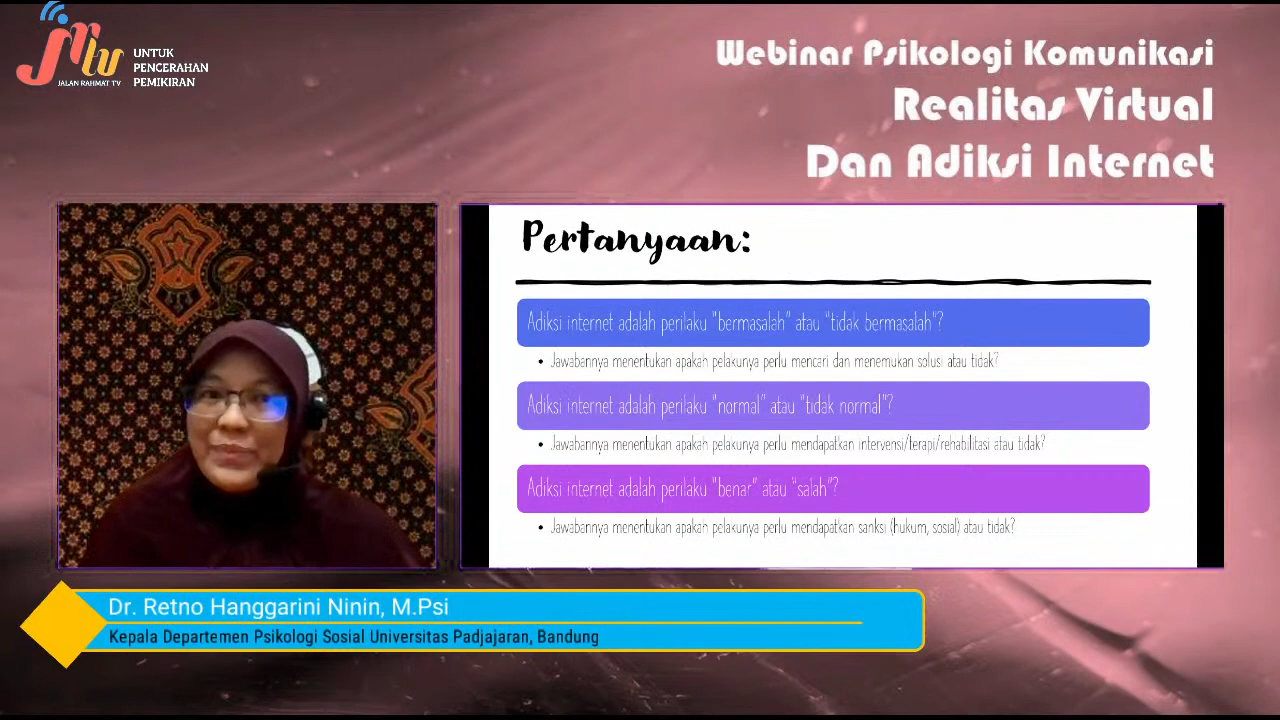 JMtv
JALAN RAHMAT TV
UNTUK
PENCERAHAN
PEMIKIRAN
Webinar Psikologi Komunikasi
Realitas Virtual
Dan Adiksi Internet
Pertanyaan:
Adiksi internet adalah perilaku "bermasalah" atau "tidak bermasalah"?
• Jawabannya menentukan apakah pelakunya perlu mencari dan menemukan solusi atau tidak?
Adiksi internet adalah perilaku "normal" atau "tidak normal"?
• Jawabannya menentukan apakah pelakunya perlu mendapatkan intervensi/terapi/rehabilitasi atau tidak?
Adiksi internet adalah perilaku "benar" atau "salah"?
• Jawabannya menentukan apakah pelakunya perlu mendapatkan sanksi (hukum, sosial) atau tidak?
Dr. Retno Hanggarini Ninin, M.Psi
Kepala Departemen Psikologi Sosial Universitas Padjajaran, Bandung